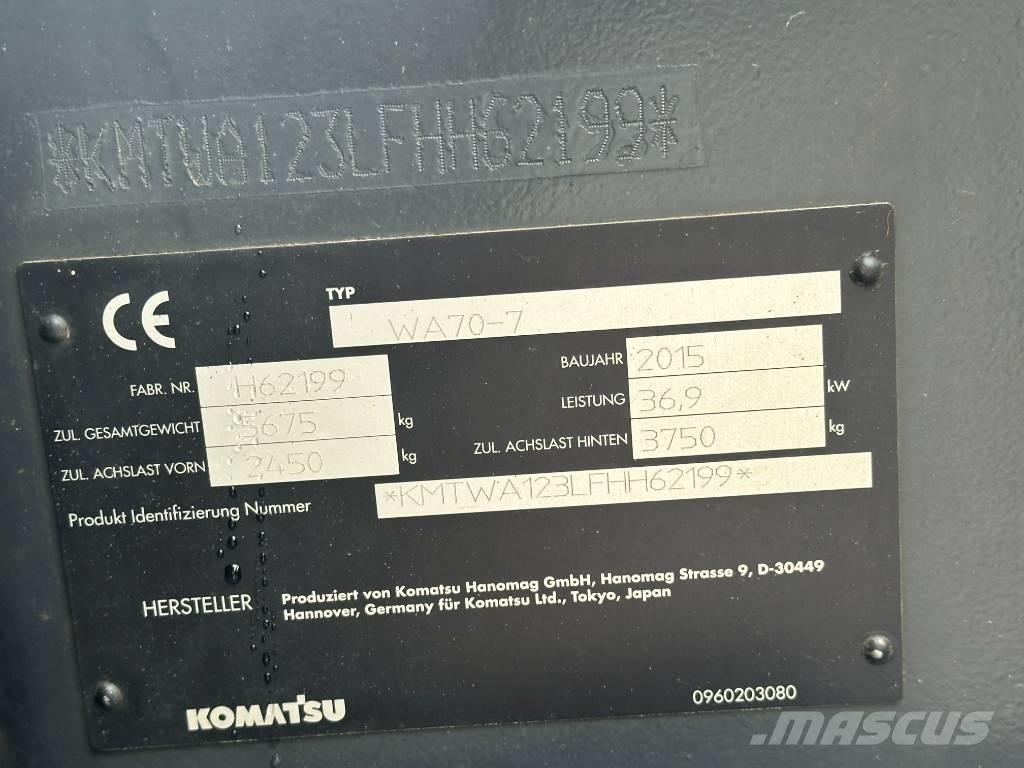 *KMTWA123LFHH62199*
CE
TYP WA70-7
FABR. NR. H62199
BAUJAHR 2015
ZUL. GESAMTGEWICHT 5675 kg
LEISTUNG 36,9 kW
ZUL. ACHSLAST VORN 2450 kg
ZUL. ACHSLAST HINTEN 3750 kg
Produkt Identifizierung Nummer *KMTWA123LFHH62199*
HERSTELLER Produziert von Komatsu Hanomag GmbH, Hanomag Strasse 9, D-30449
Hannover, Germany für Komatsu Ltd., Tokyo, Japan
KOMATSU
0960203080
MASCUS